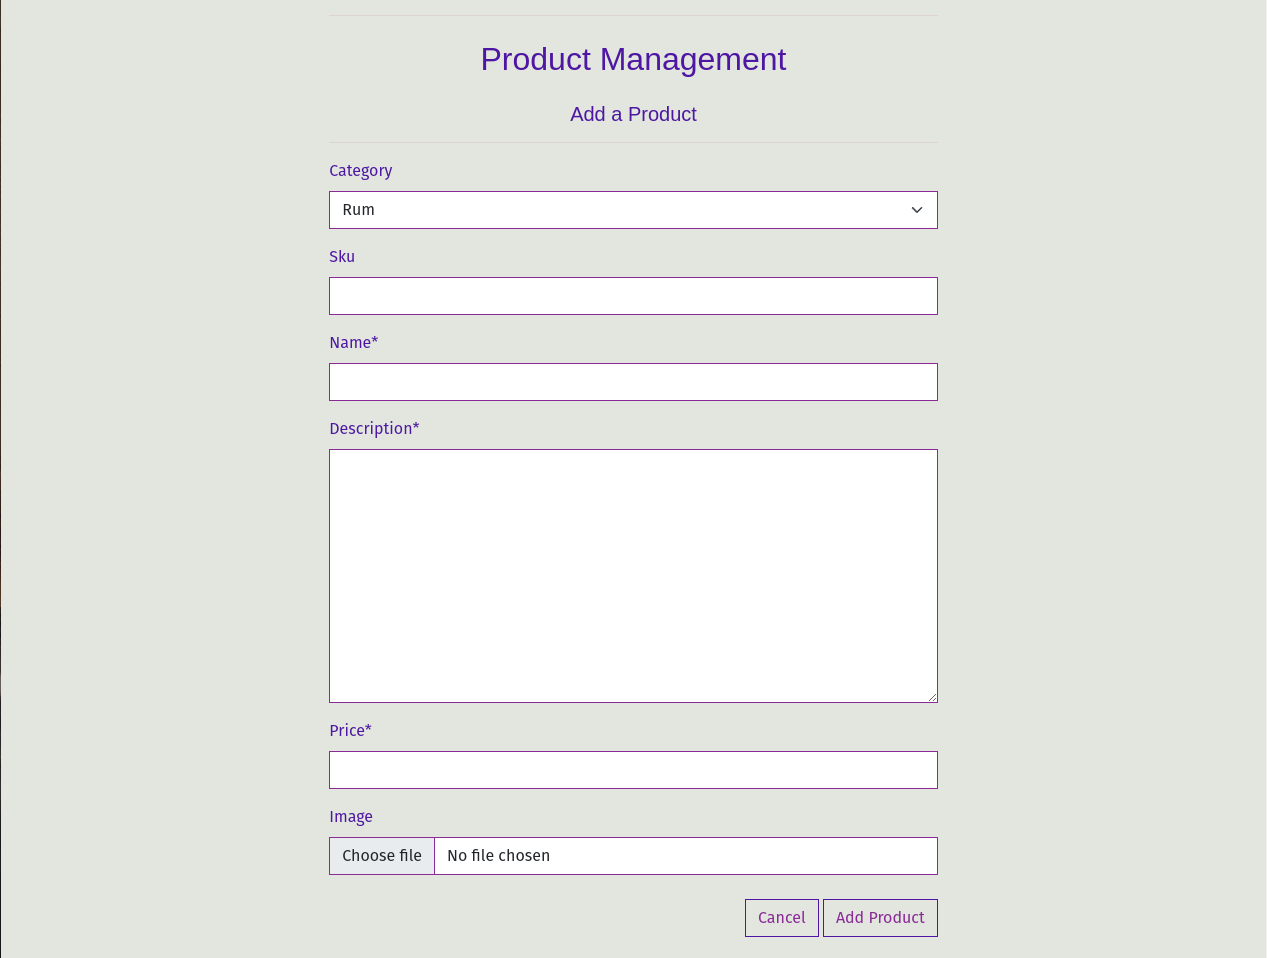 Product Management
Add a Product
Category
Rum
Sku
Name*
Description*
Price*
Image
Choose file No file chosen
Cancel Add Product